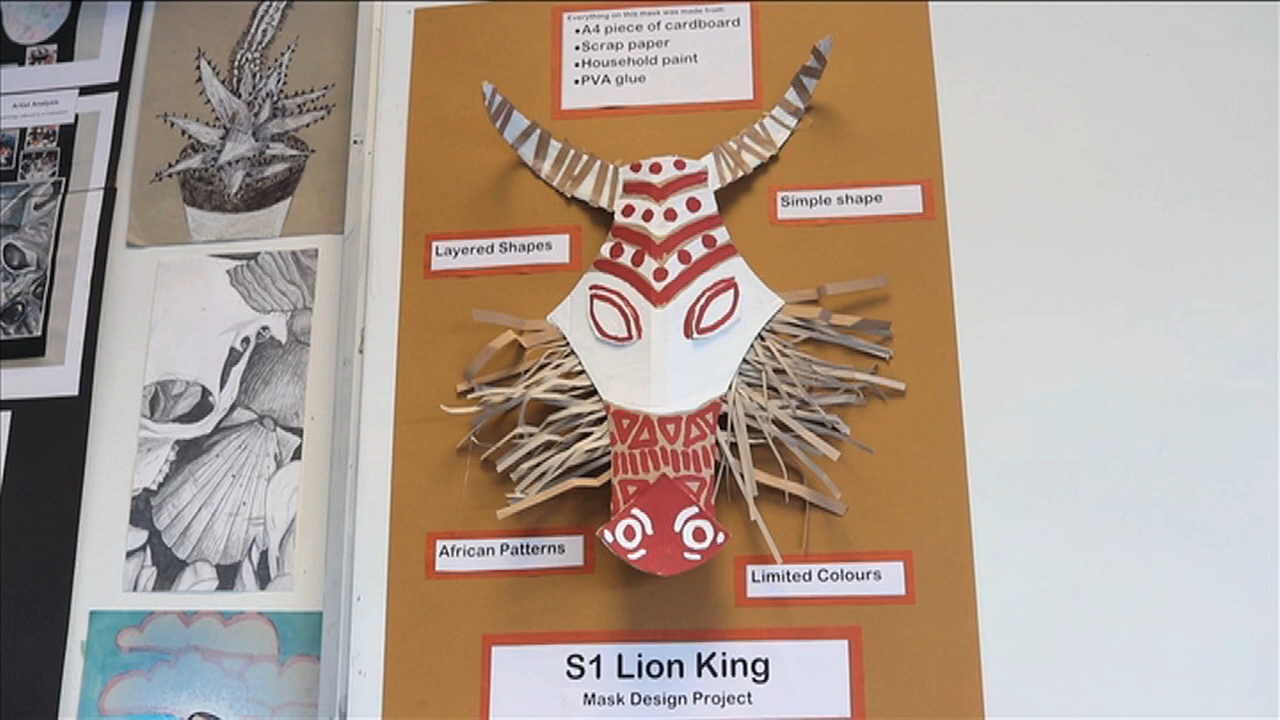 Everything on this mask was made from:
•A4 piece of cardboard
•Scrap paper
•Household paint
•PVA glue
Artist Analysis
Simple shape
Layered Shapes
African Patterns
Limited Colours
S1 Lion King
Mask Design Project